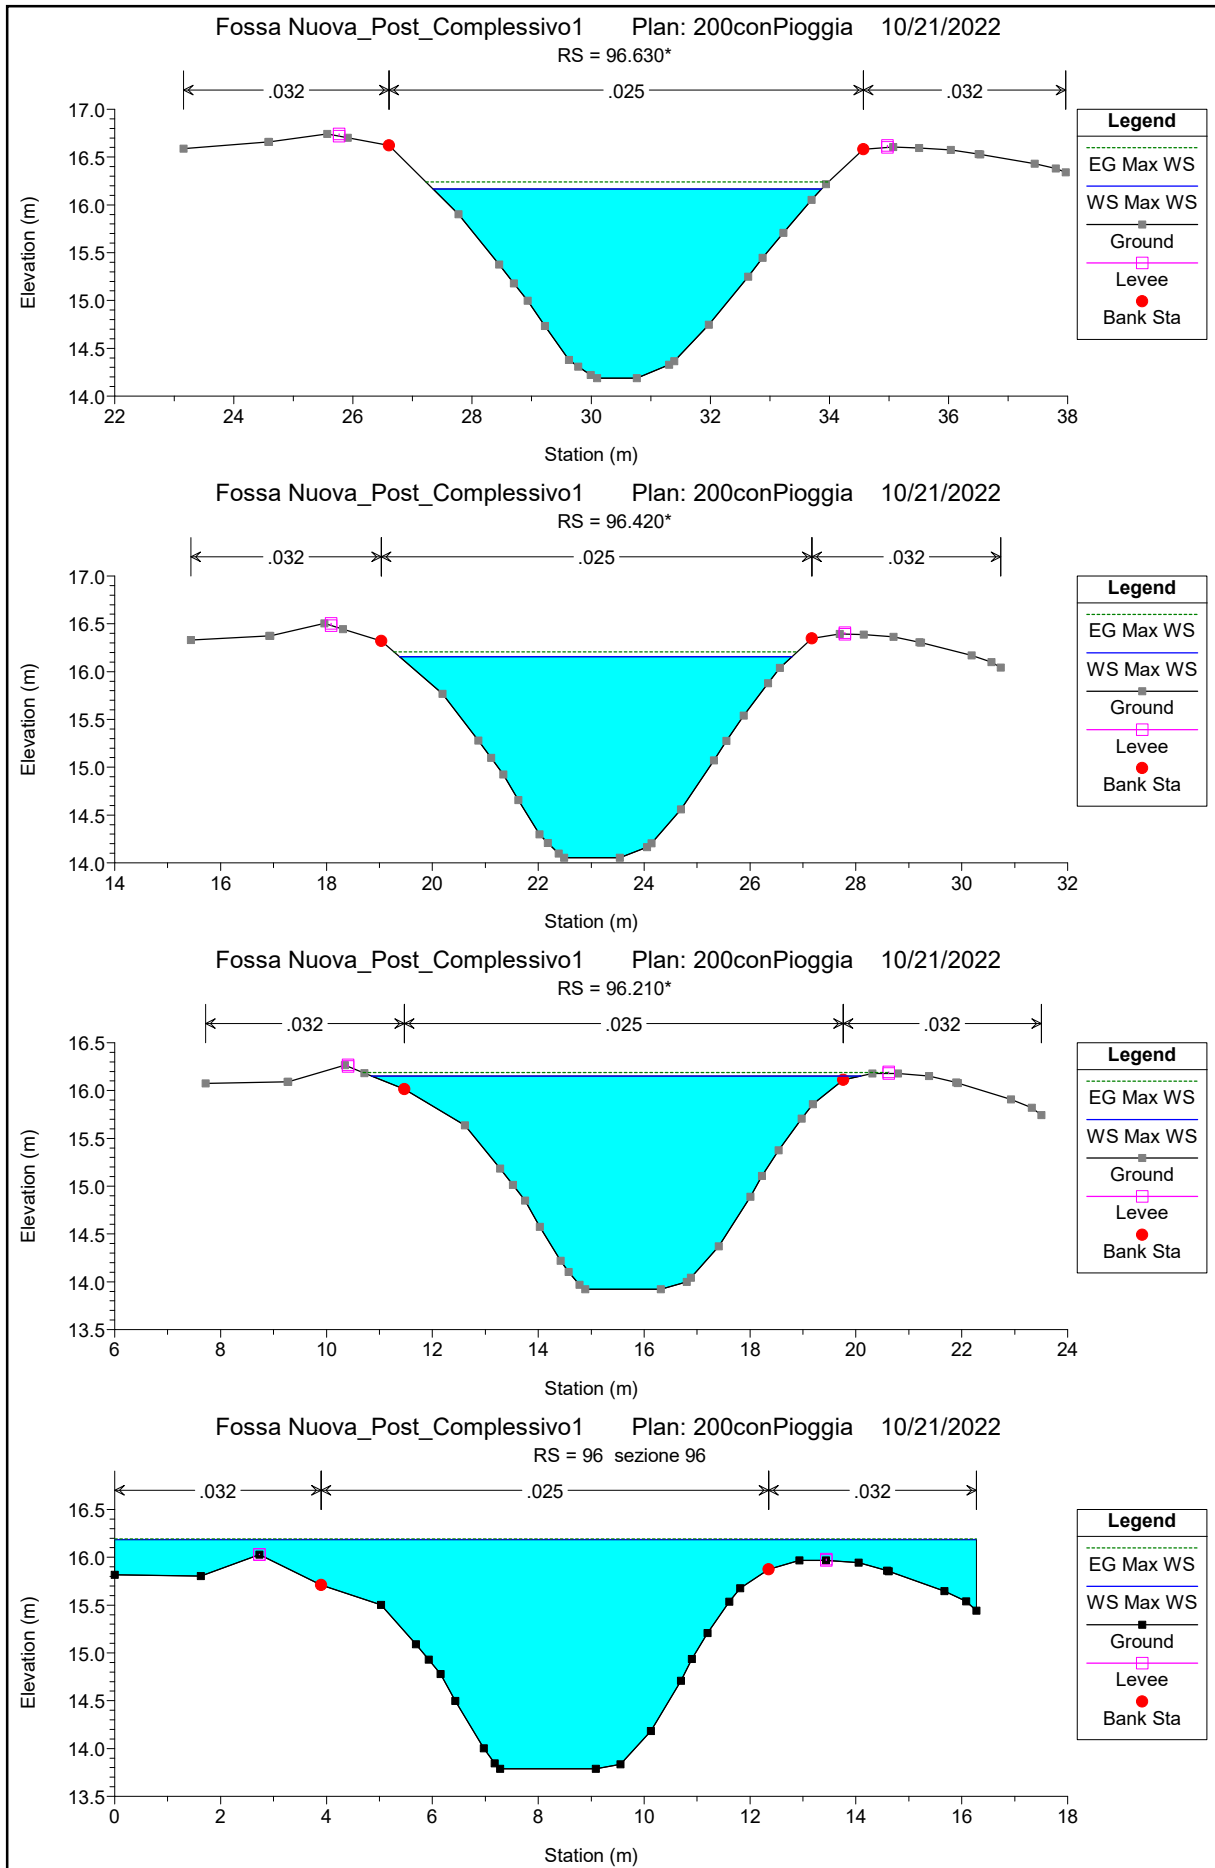 Fossa Nuova_Post_Complessivo1 Plan: 200conPioggia 10/21/2022
RS = 96.630*
.032 .025 .032
17.0
16.5
16.0
15.5
15.0
14.5
14.0
Elevation (m)
22 24 26 28 30 32 34 36 38
Station (m)
Legend
EG Max WS
WS Max WS
Ground
Levee
Bank Sta
Fossa Nuova_Post_Complessivo1 Plan: 200conPioggia 10/21/2022
RS = 96.420*
.032 .025 .032
17.0
16.5
16.0
15.5
15.0
14.5
14.0
Elevation (m)
14 16 18 20 22 24 26 28 30 32
Station (m)
Legend
EG Max WS
WS Max WS
Ground
Levee
Bank Sta
Fossa Nuova_Post_Complessivo1 Plan: 200conPioggia 10/21/2022
RS = 96.210*
.032 .025 .032
16.5
16.0
15.5
15.0
14.5
14.0
13.5
Elevation (m)
6 8 10 12 14 16 18 20 22 24
Station (m)
Legend
EG Max WS
WS Max WS
Ground
Levee
Bank Sta
Fossa Nuova_Post_Complessivo1 Plan: 200conPioggia 10/21/2022
RS = 96 sezione 96
.032 .025 .032
16.5
16.0
15.5
15.0
14.5
14.0
13.5
Elevation (m)
0 2 4 6 8 10 12 14 16 18
Station (m)
Legend
EG Max WS
WS Max WS
Ground
Levee
Bank Sta